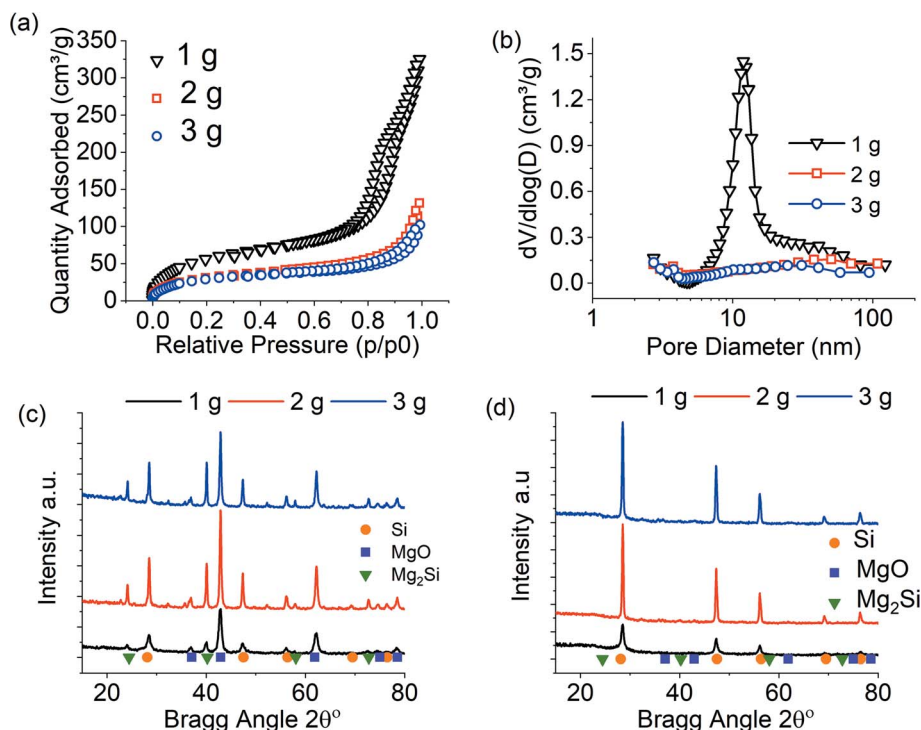 (a)
350
300
250
200
150
100
50
0
Quantity Adsorbed (cm³/g)
1 g
2 g
3 g
0.0 0.2 0.4 0.6 0.8 1.0
Relative Pressure (p/p0)
(b)
1.5
1.2
0.9
0.6
0.3
0.0
dV/dlog(D) (cm³/g)
1 g
2 g
3 g
1 10 100
Pore Diameter (nm)
(c)
1 g 2 g 3 g
Intensity a.u.
Si
MgO
Mg₂Si
20 40 60 80
Bragg Angle 2θº
(d)
1 g 2 g 3 g
Intensity a.u
Si
MgO
Mg₂Si
20 40 60 80
Bragg Angle 2θº